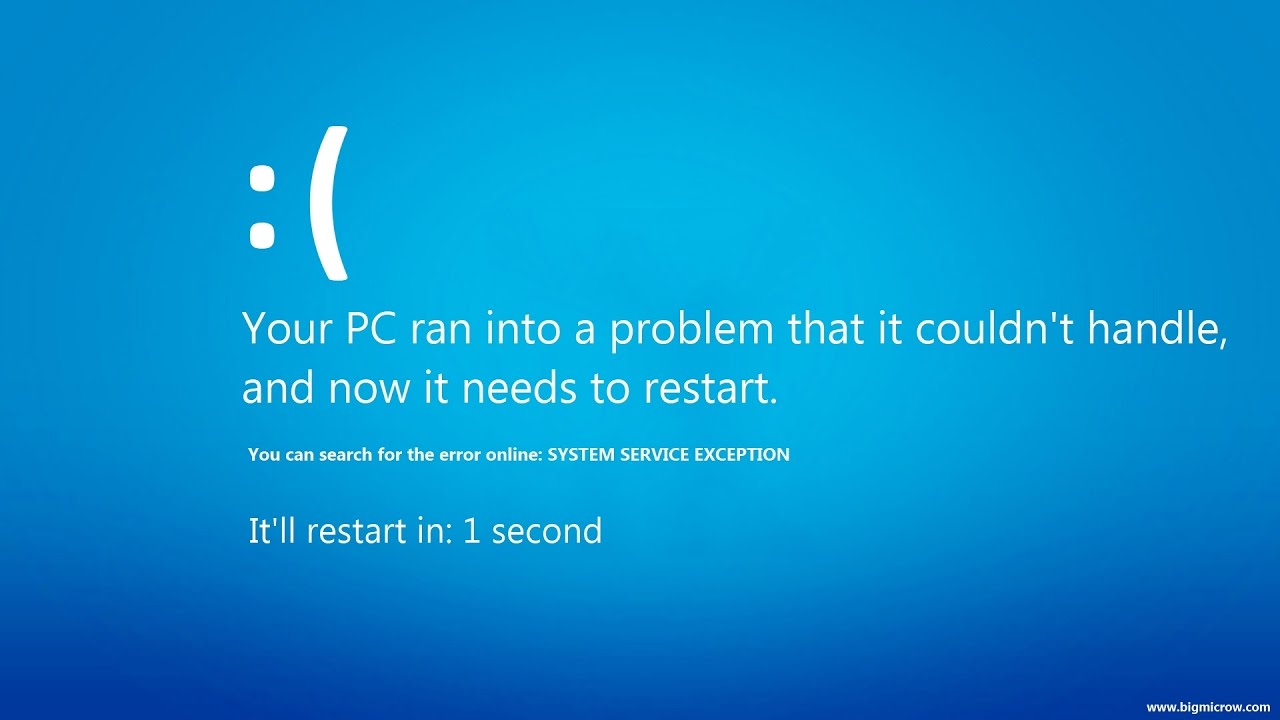 :(
Your PC ran into a problem that it couldn't handle,
and now it needs to restart.
You can search for the error online: SYSTEM SERVICE EXCEPTION
It'll restart in: 1 second
www.bigmicrow.com